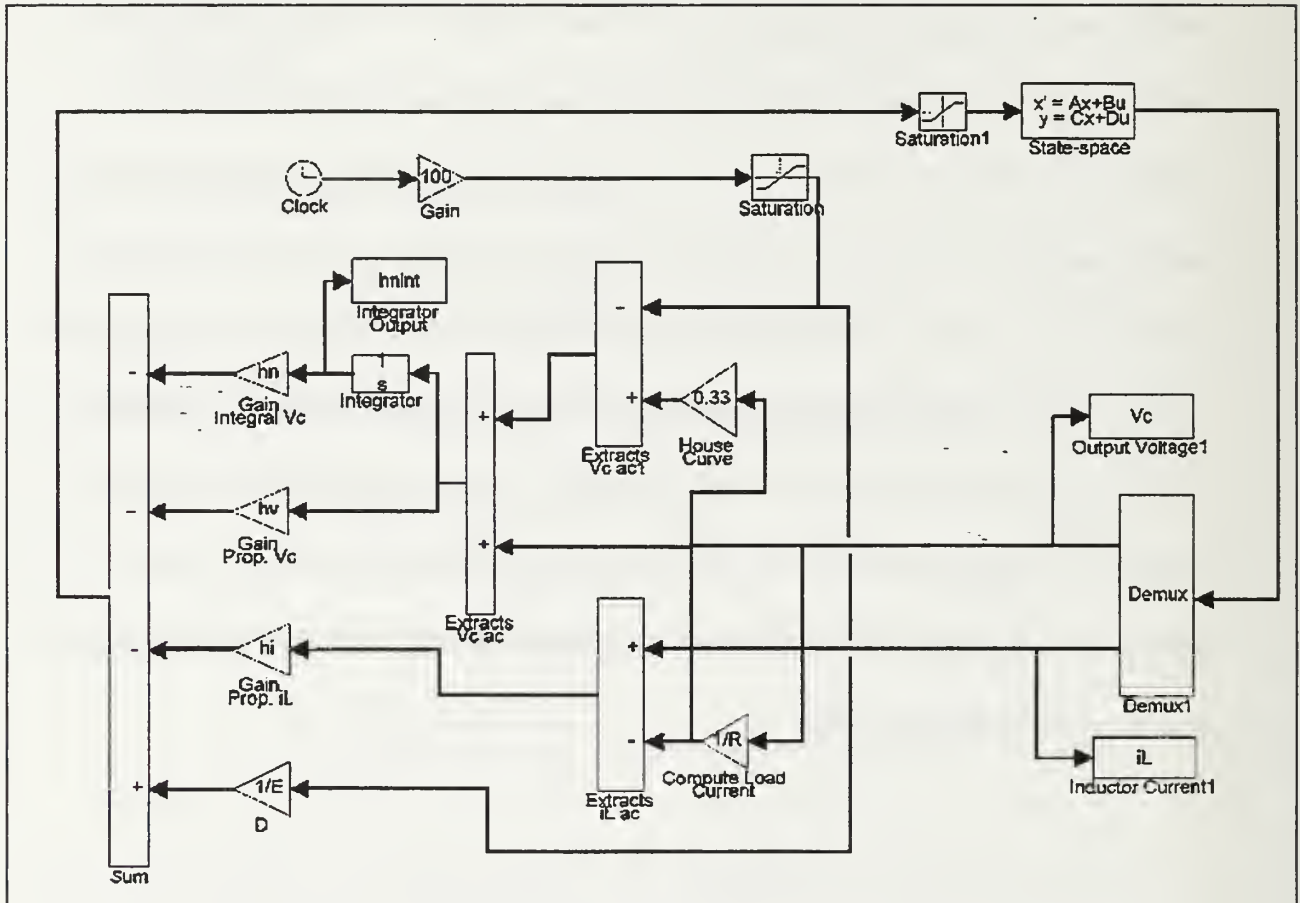 x' = Ax+Bu
y = Cx+Du
Saturation1
State-space
100
Clock
Gain
Saturation
hnint
Integrator
Output
-
+
0.33
House
Curve
Extracts
Vc ac1
-
hn
Gain
Integral Vc
1
s
Integrator
+
+
Extracts
Vc ac
Vc
Output Voltage1
-
hv
Gain
Prop. Vc
Demux
Demux1
-
hi
Gain
Prop. iL
+
-
1/R
Compute Load
Current
Extracts
iL ac
iL
Inductor Current1
+
1/E
D
Sum